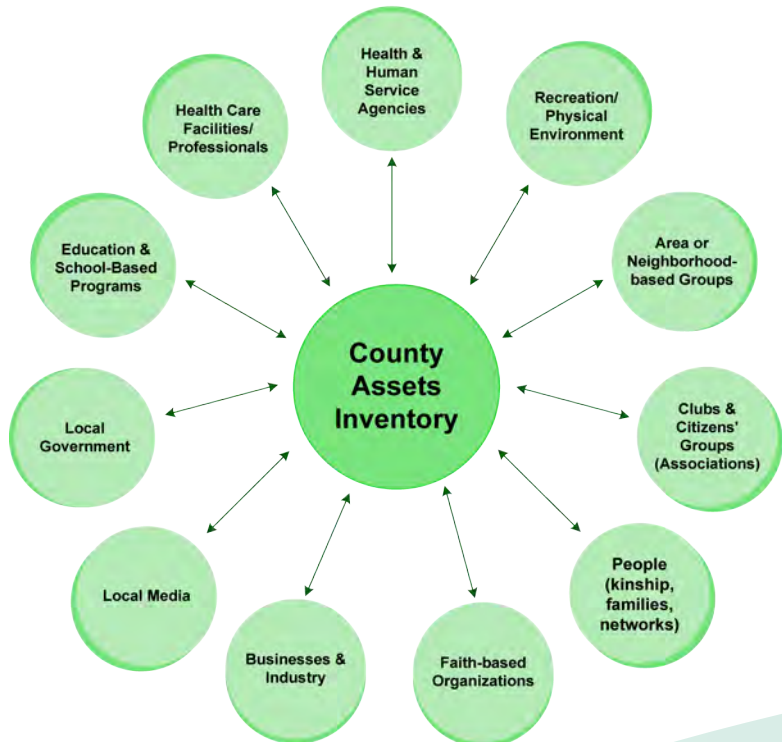 Health &
Human
Service
Agencies
Recreation/
Physical
Environment
Area or
Neighborhood-
based Groups
Clubs &
Citizens'
Groups
(Associations)
People
(kinship,
families,
networks)
Faith-based
Organizations
Businesses &
Industry
Local Media
Local
Government
Education &
School-Based
Programs
Health Care
Facilities/
Professionals
County
Assets
Inventory